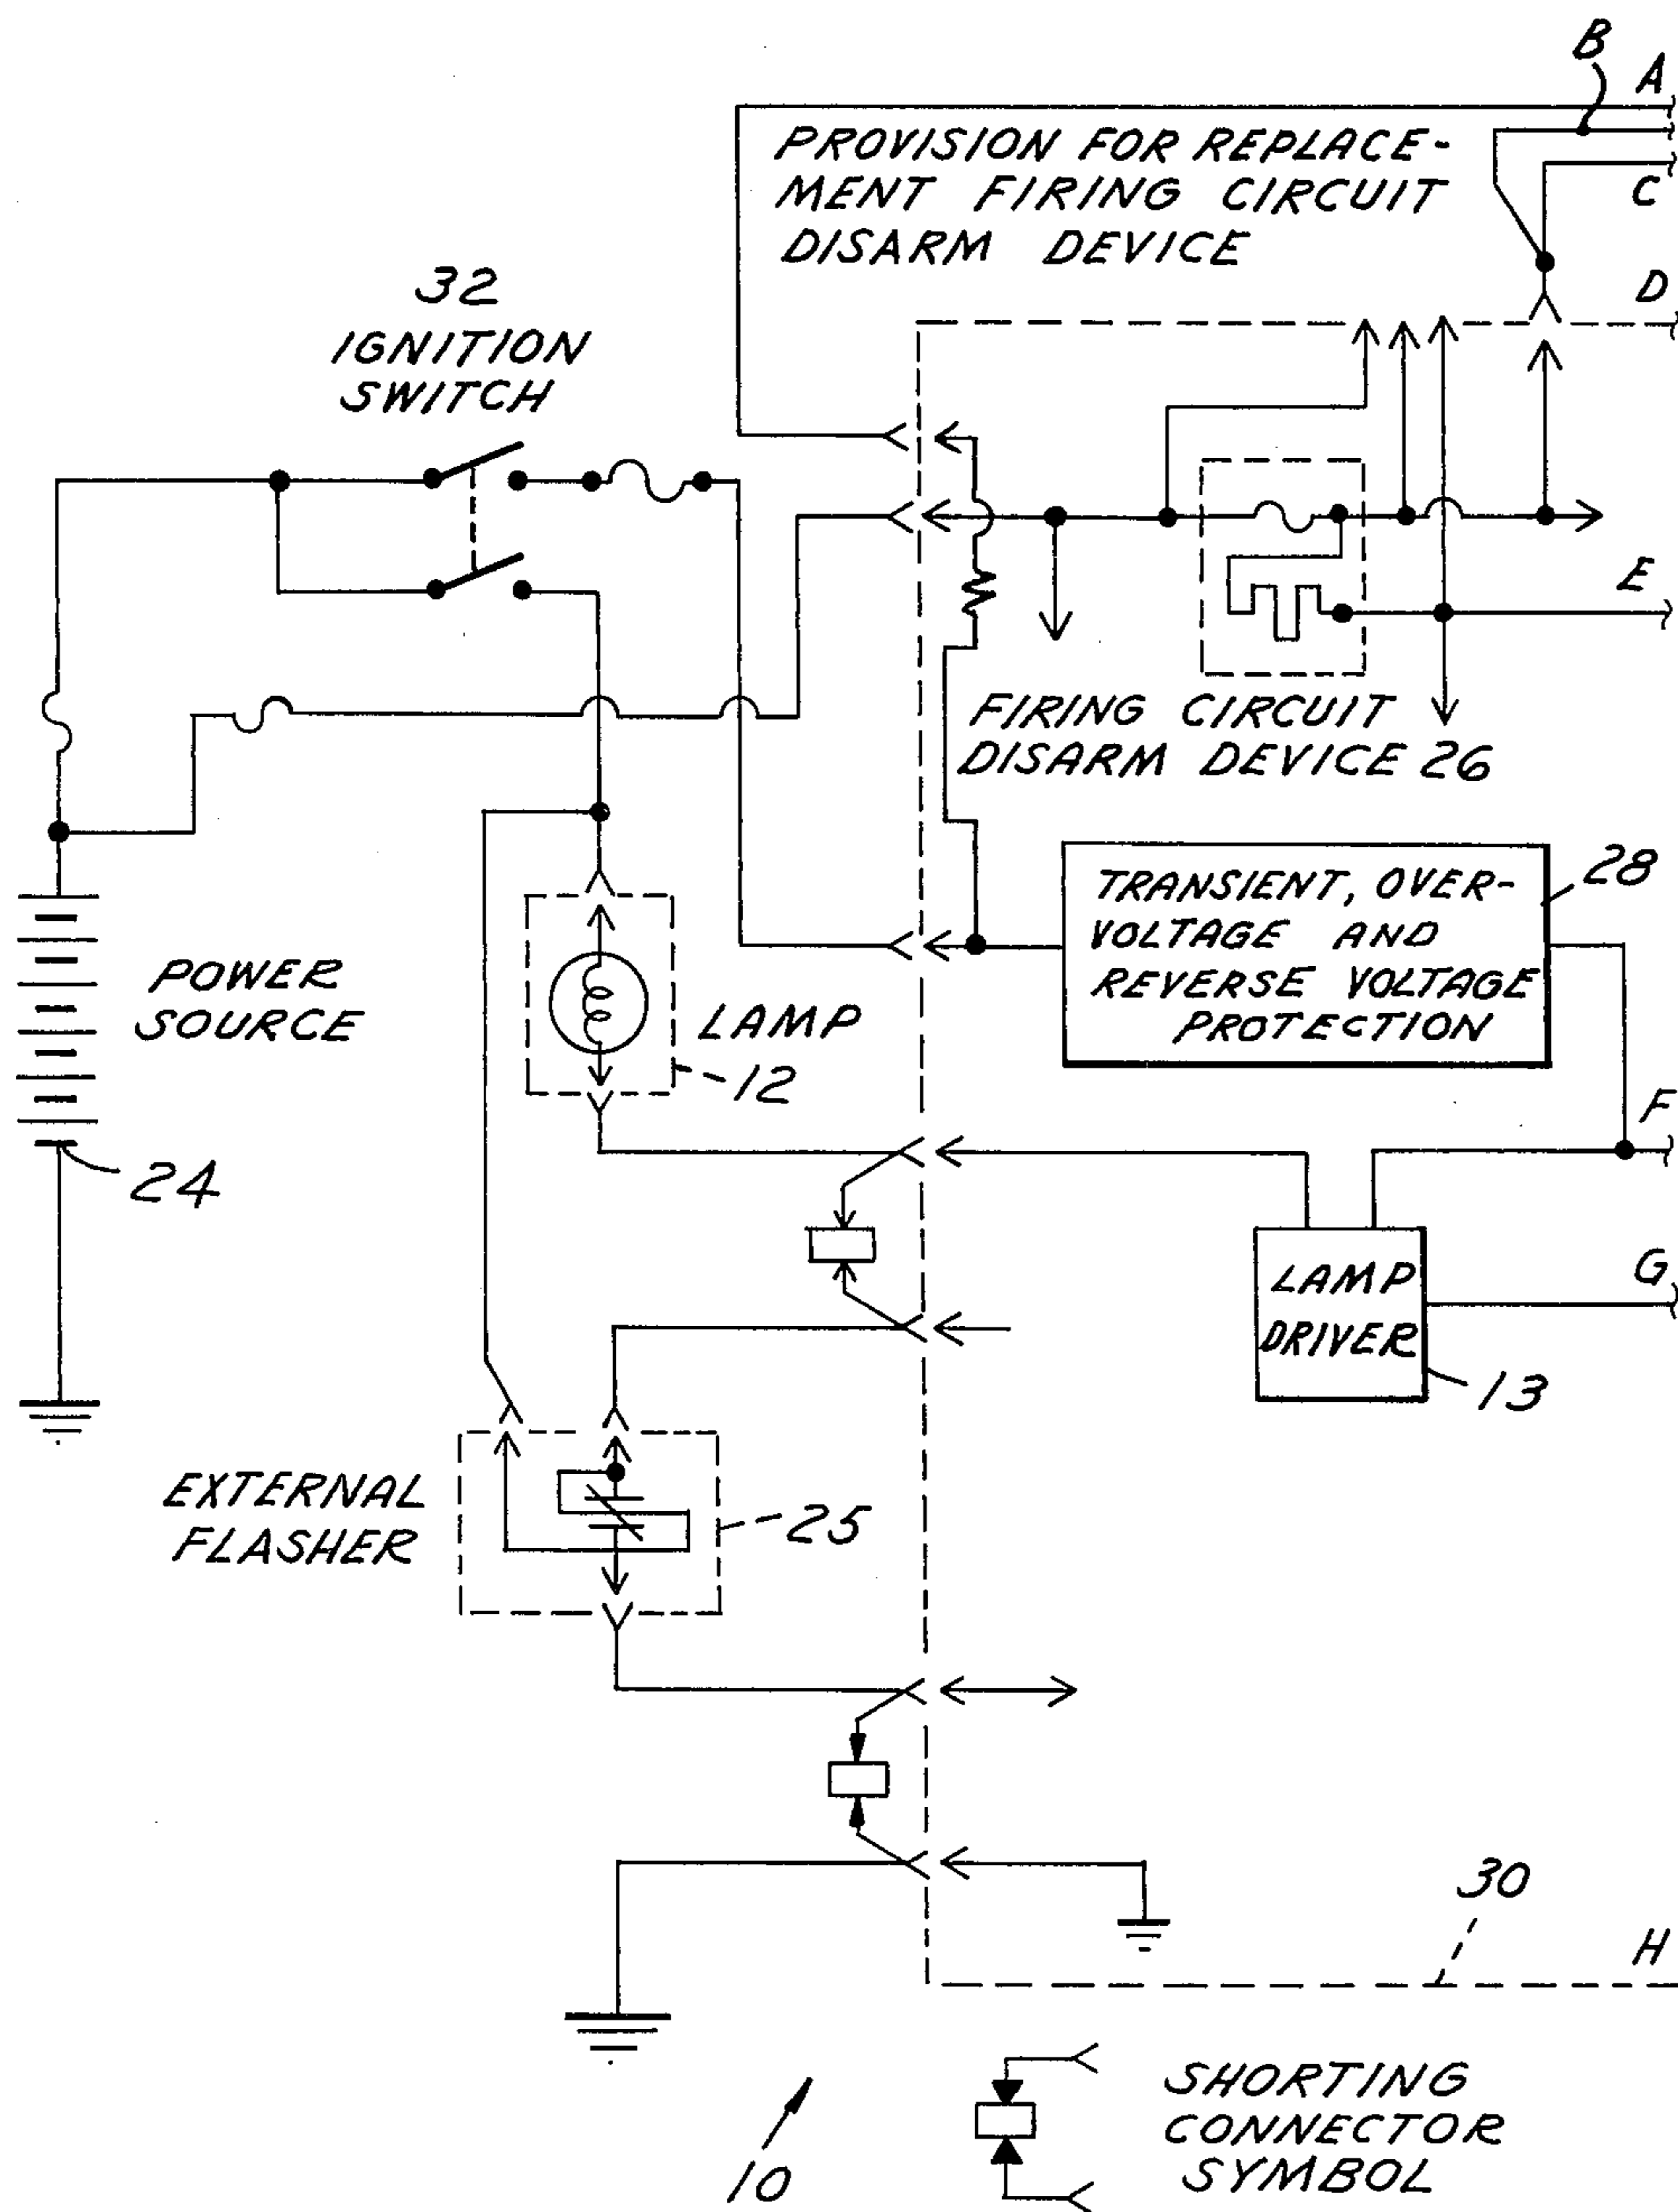 B
A
PROVISION FOR REPLACE-
MENT FIRING CIRCUIT
DISARM DEVICE
C
D
32
IGNITION
SWITCH
E
FIRING CIRCUIT
DISARM DEVICE 26
28
TRANSIENT, OVER-
VOLTAGE AND
REVERSE VOLTAGE
PROTECTION
POWER
SOURCE
LAMP
12
24
F
G
LAMP
DRIVER
13
EXTERNAL
FLASHER
25
30
H
SHORTING
CONNECTOR
SYMBOL
10